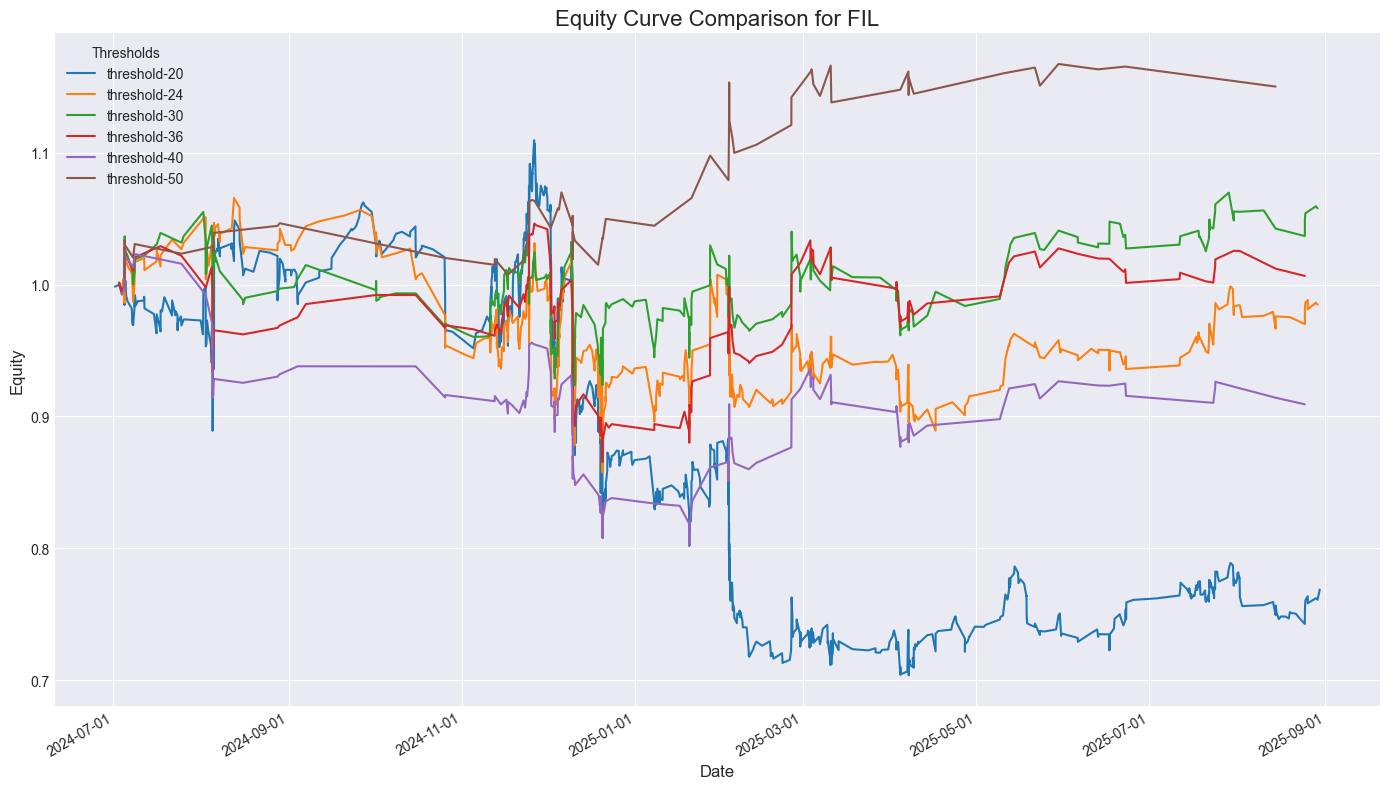 Equity Curve Comparison for FIL
Thresholds
threshold-20
threshold-24
threshold-30
threshold-36
threshold-40
threshold-50
Equity
1.1
1.0
0.9
0.8
0.7
2024-07-01
2024-09-01
2024-11-01
2025-01-01
2025-03-01
2025-05-01
2025-07-01
2025-09-01
Date